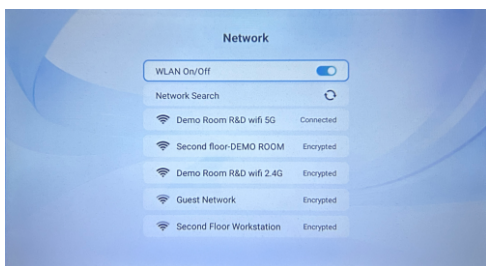 Network
WLAN On/Off
Network Search
Demo Room R&D wifi 5G Connected
Second floor-DEMO ROOM Encrypted
Demo Room R&D wifi 2.4G Encrypted
Guest Network Encrypted
Second Floor Workstation Encrypted